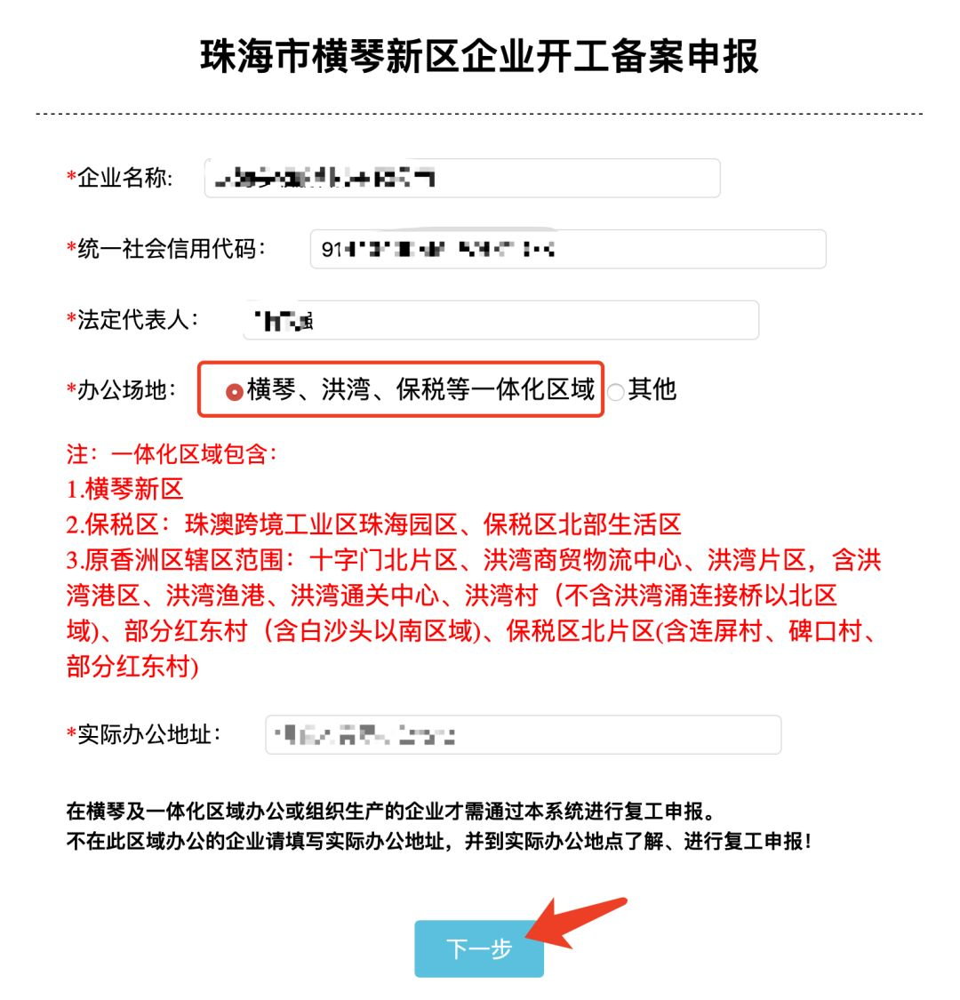 珠海市横琴新区企业开工备案申报
*企业名称:
*统一社会信用代码： 91
*法定代表人：
*办公场地： 横琴、洪湾、保税等一体化区域 其他
注：一体化区域包含：
1.横琴新区
2.保税区：珠澳跨境工业区珠海园区、保税区北部生活区
3.原香洲区辖区范围：十字门北片区、洪湾商贸物流中心、洪湾片区，含洪
湾港区、洪湾渔港、洪湾通关中心、洪湾村（不含洪湾涌连接桥以北区
域)、部分红东村（含白沙头以南区域)、保税区北片区(含连屏村、碑口村、
部分红东村)
*实际办公地址：
在横琴及一体化区域办公或组织生产的企业才需通过本系统进行复工申报。
不在此区域办公的企业请填写实际办公地址，并到实际办公地点了解、进行复工申报！
下一步